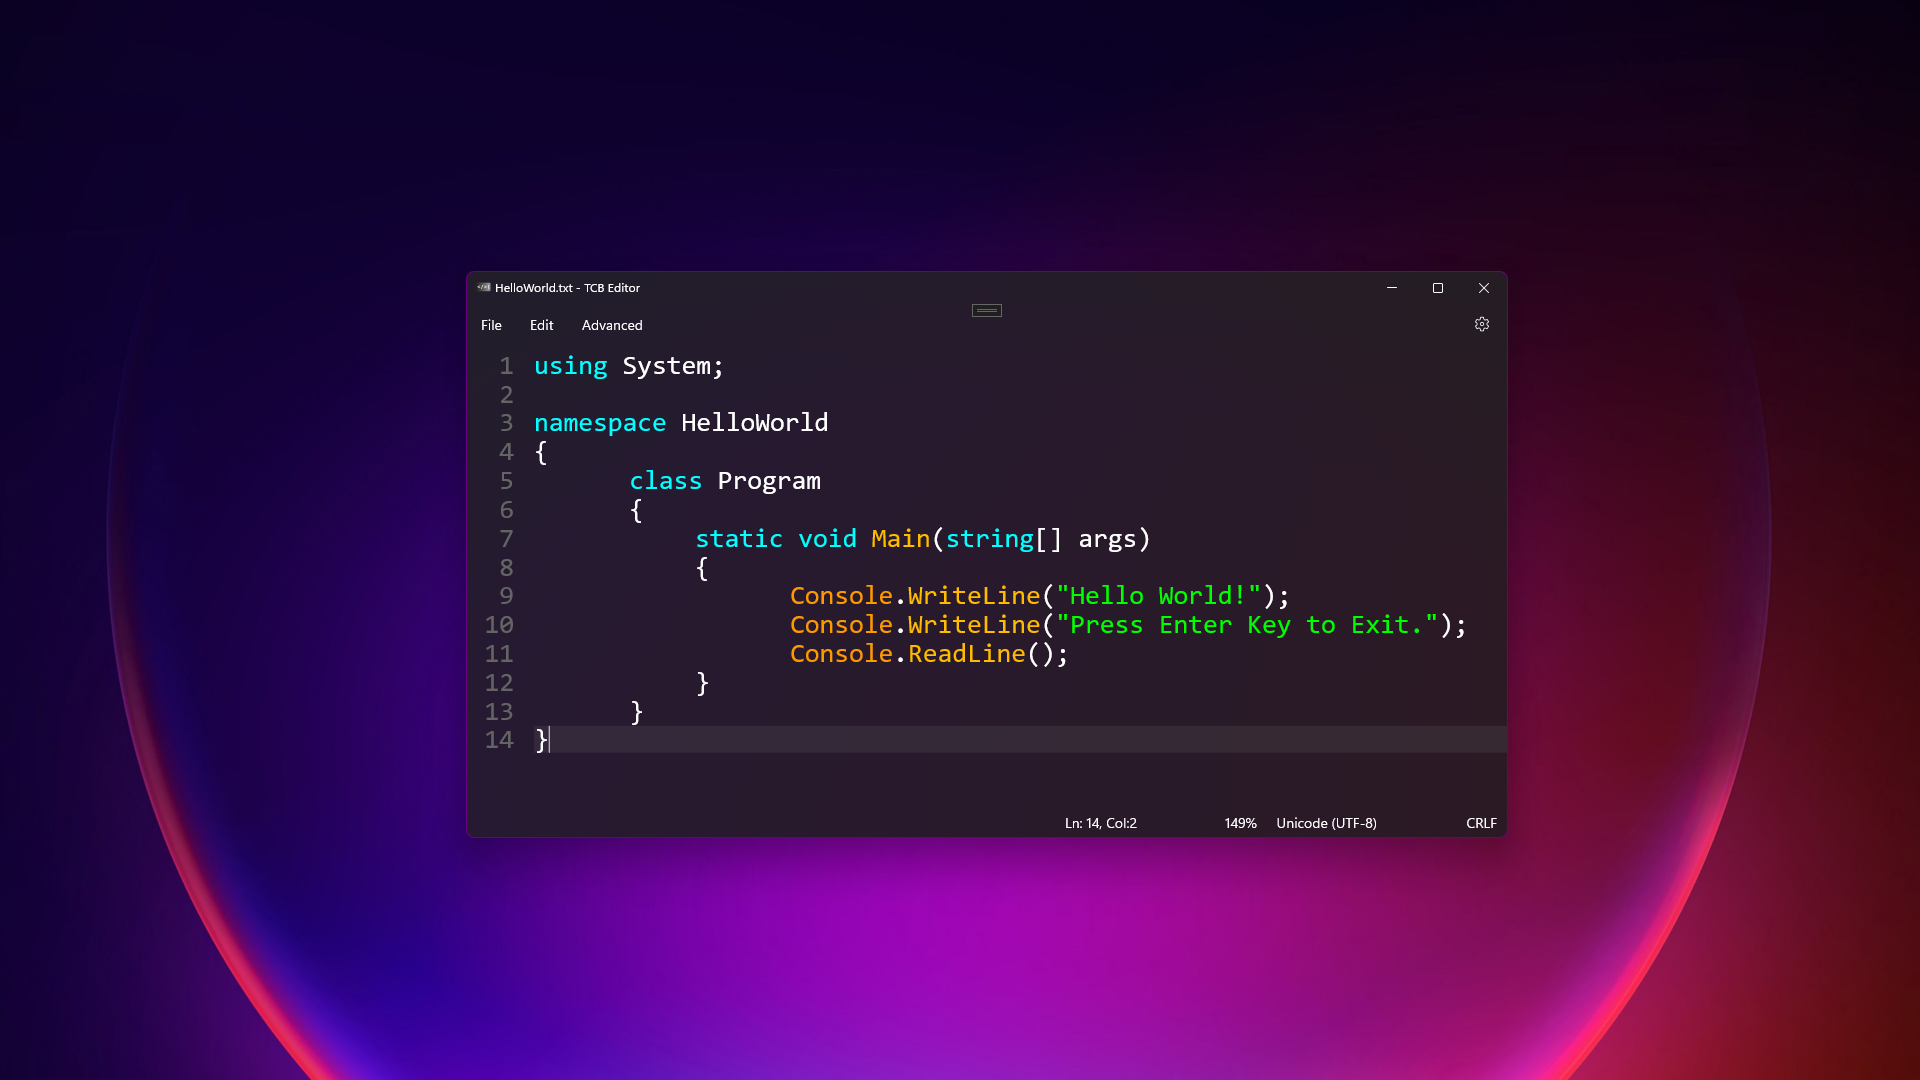 HelloWorld.txt - TCB Editor
File Edit Advanced
1 using System;
2
3 namespace HelloWorld
4 {
5 class Program
6 {
7 static void Main(string[] args)
8 {
9 Console.WriteLine("Hello World!");
10 Console.WriteLine("Press Enter Key to Exit.");
11 Console.ReadLine();
12 }
13 }
14 }
Ln: 14, Col:2 149% Unicode (UTF-8) CRLF